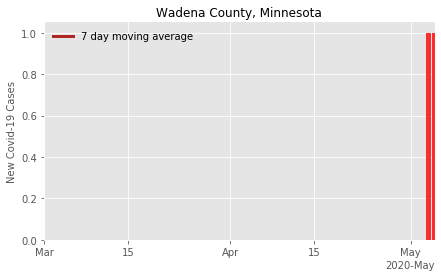 Wadena County, Minnesota
7 day moving average
New Covid-19 Cases
1.0
0.8
0.6
0.4
0.2
0.0
Mar 15 Apr 15 May
2020-May